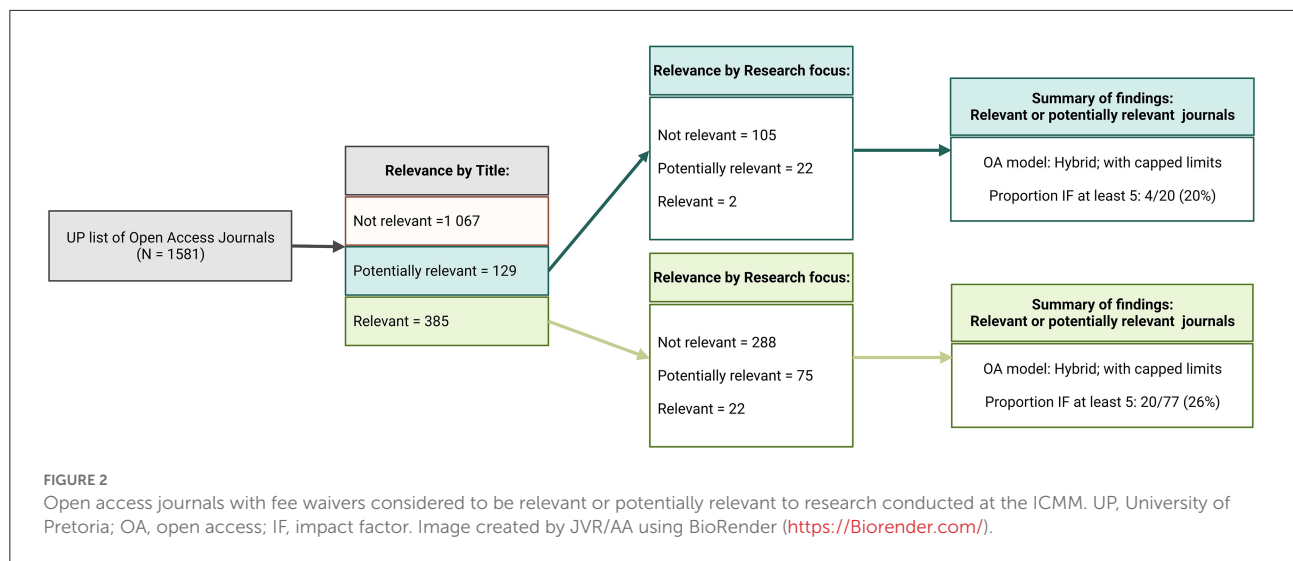 UP list of Open Access Journals
(N = 1581)
Relevance by Title:
Not relevant =1 067
Potentially relevant = 129
Relevant = 385
Relevance by Research focus:
Not relevant = 105
Potentially relevant = 22
Relevant = 2
Summary of findings:
Relevant or potentially relevant journals
OA model: Hybrid; with capped limits
Proportion IF at least 5: 4/20 (20%)
Relevance by Research focus:
Not relevant = 288
Potentially relevant = 75
Relevant = 22
Summary of findings:
Relevant or potentially relevant journals
OA model: Hybrid; with capped limits
Proportion IF at least 5: 20/77 (26%)
FIGURE 2
Open access journals with fee waivers considered to be relevant or potentially relevant to research conducted at the ICMM. UP, University of
Pretoria; OA, open access; IF, impact factor. Image created by JVR/AA using BioRender (https://Biorender.com/).